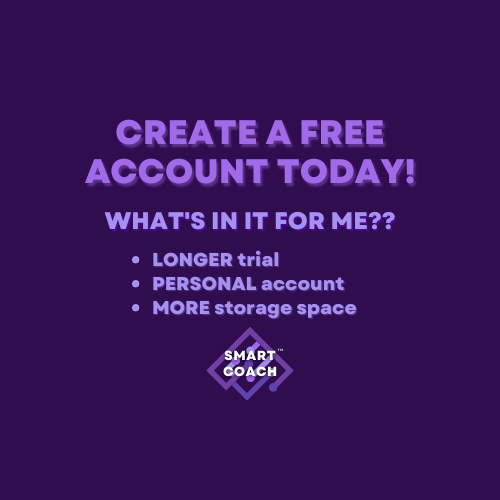 CREATE A FREE
ACCOUNT TODAY!
WHAT'S IN IT FOR ME??
• LONGER trial
• PERSONAL account
• MORE storage space
SMART™
COACH